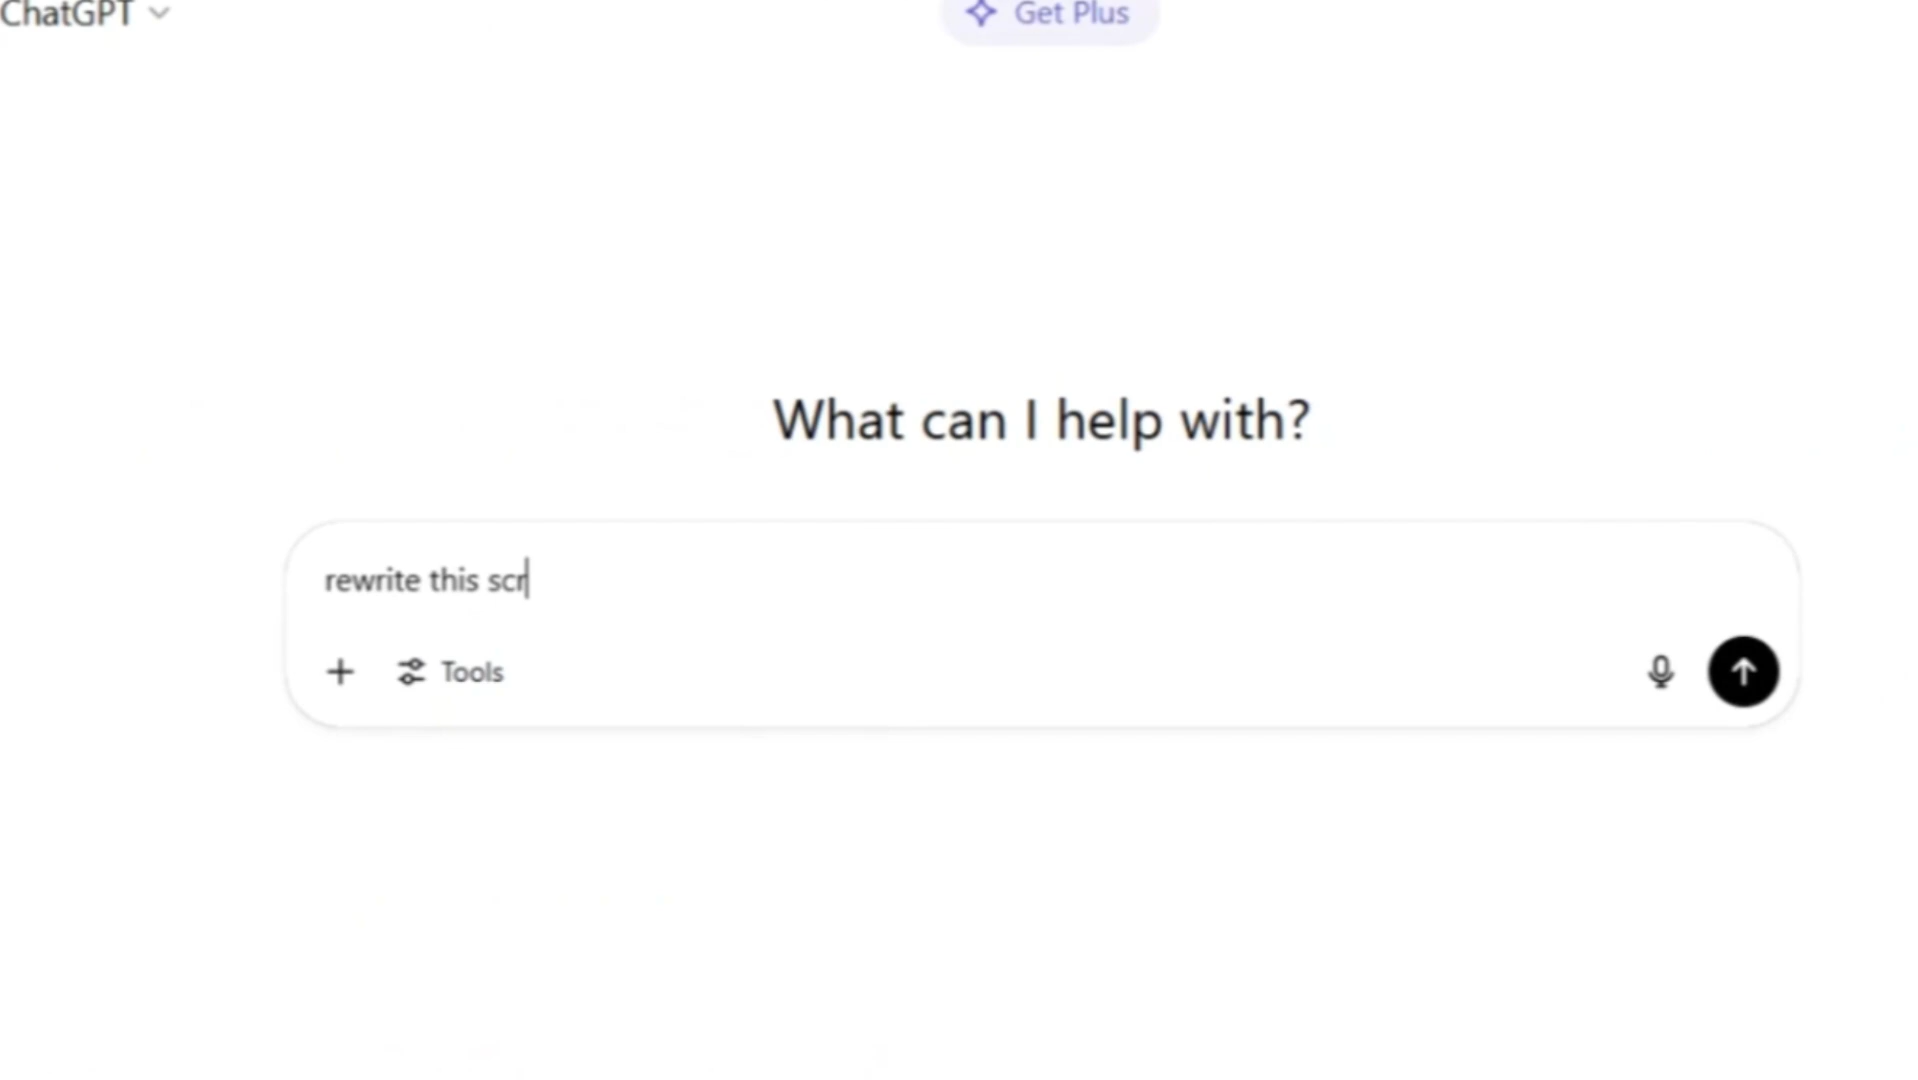 ChatGPT
Get Plus
What can I help with?
rewrite this scr
Tools